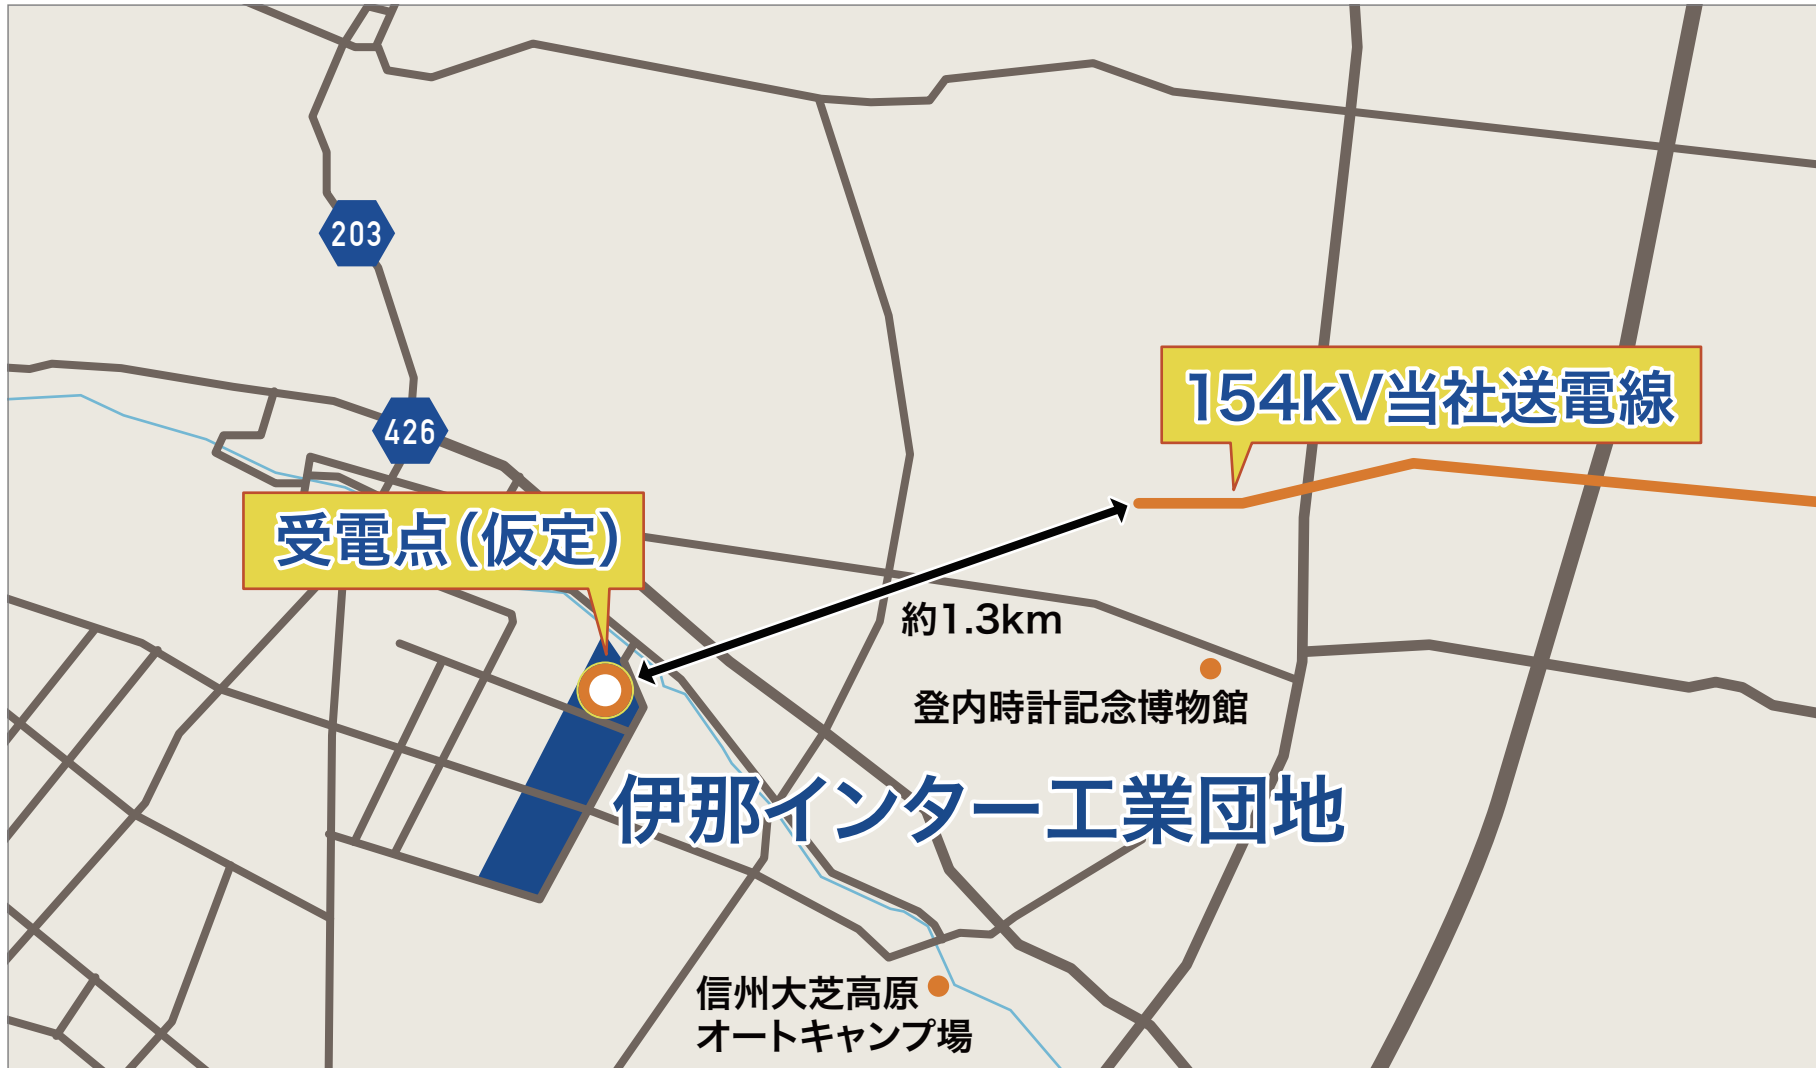 203
154kV当社送電線
426
受電点(仮定)
約1.3km
登内時計記念博物館
伊那インター工業団地
信州大芝高原
オートキャンプ場